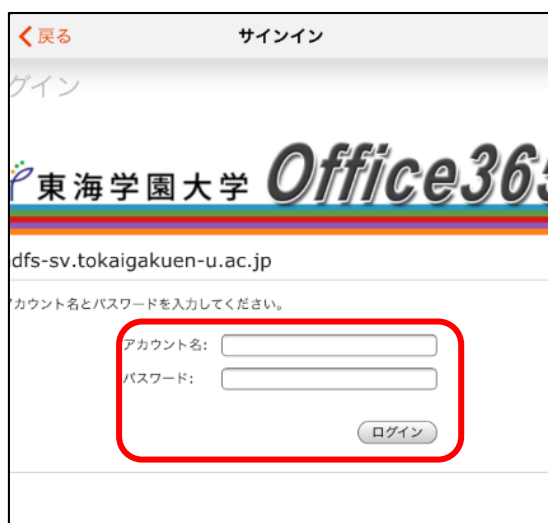 戻る サインイン
グイン
東海学園大学 Office365
dfs-sv.tokaigakuen-u.ac.jp
アカウント名とパスワードを入力してください。
アカウント名:
パスワード:
ログイン